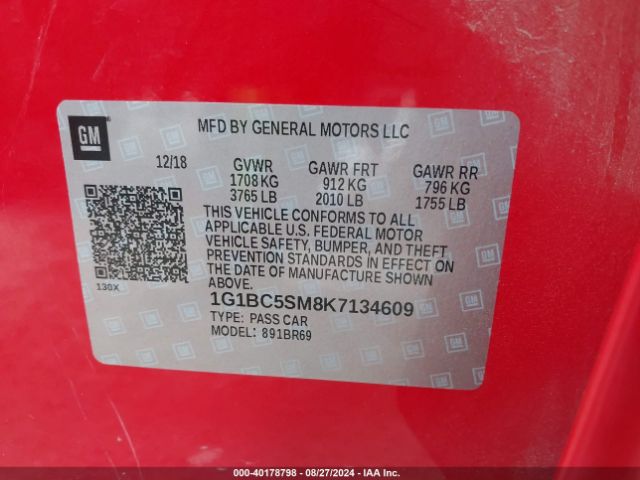 GM
MFD BY GENERAL MOTORS LLC
12/18 GVWR GAWR FRT GAWR RR
1708 KG 912 KG 796 KG
3765 LB 2010 LB 1755 LB
THIS VEHICLE CONFORMS TO ALL
APPLICABLE U.S. FEDERAL MOTOR
VEHICLE SAFETY, BUMPER, AND THEFT
PREVENTION STANDARDS IN EFFECT ON
THE DATE OF MANUFACTURE SHOWN
ABOVE.
130X
1G1BC5SM8K7134609
TYPE: PASS CAR
MODEL: 891BR69
000-40178798 - 08/27/2024 - IAA Inc.